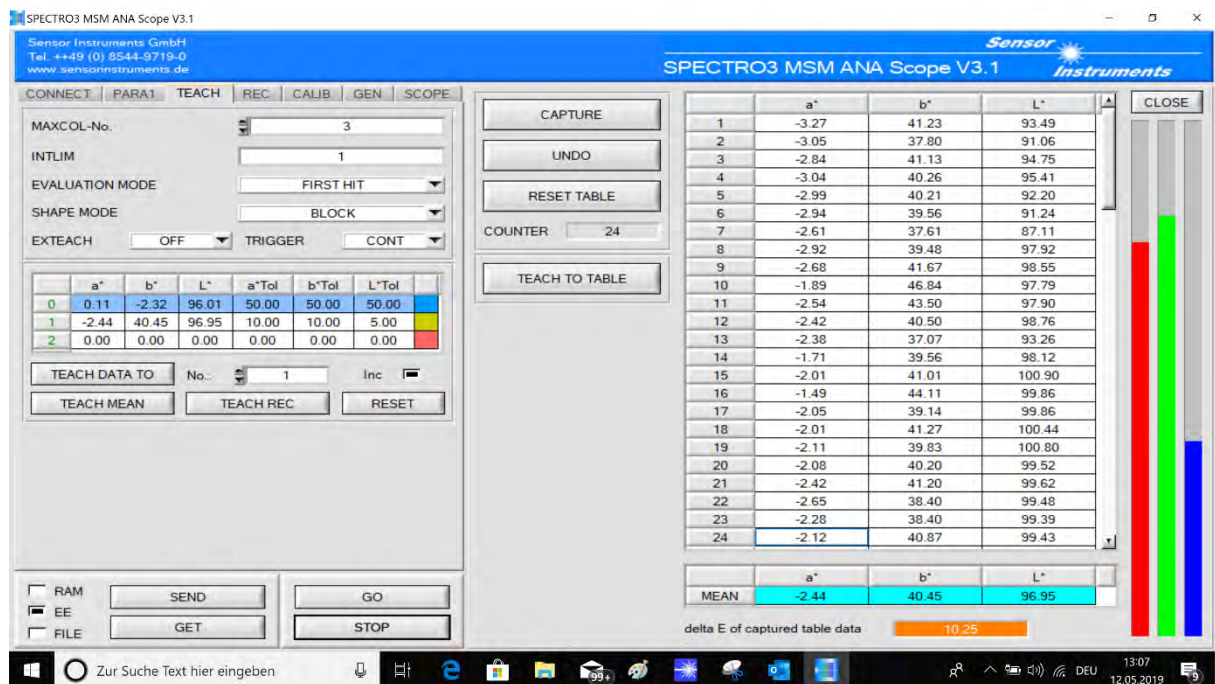 SPECTRO3 MSM ANA Scope V3.1
Sensor Instruments GmbH
Tel. ++49 (0) 8544-9719-0
www.sensorinstruments.de
Sensor
Instruments
SPECTRO3 MSM ANA Scope V3.1
CONNECT PARA1 TEACH REC CALIB GEN SCOPE
MAXCOL-No. 3
INTLIM 1
EVALUATION MODE FIRST HIT
SHAPE MODE BLOCK
EXTEACH OFF TRIGGER CONT
a* b* L* a*Tol b*Tol L*Tol
0 0.11 -2.32 96.01 50.00 50.00 50.00
1 -2.44 40.45 96.95 10.00 10.00 5.00
2 0.00 0.00 0.00 0.00 0.00 0.00
TEACH DATA TO No.: 1 Inc
TEACH MEAN TEACH REC RESET
RAM
EE
FILE
SEND
GET
GO
STOP
CAPTURE
UNDO
RESET TABLE
COUNTER 24
TEACH TO TABLE
a* b* L*
1 -3.27 41.23 93.49
2 -3.05 37.80 91.06
3 -2.84 41.13 94.75
4 -3.04 40.26 95.41
5 -2.99 40.21 92.20
6 -2.94 39.56 91.24
7 -2.61 37.61 87.11
8 -2.92 39.48 97.92
9 -2.68 41.67 98.55
10 -1.89 46.84 97.79
11 -2.54 43.50 97.90
12 -2.42 40.50 98.76
13 -2.38 37.07 93.26
14 -1.71 39.56 98.12
15 -2.01 41.01 100.90
16 -1.49 44.11 99.86
17 -2.05 39.14 99.86
18 -2.01 41.27 100.44
19 -2.11 39.83 100.80
20 -2.08 40.20 99.52
21 -2.42 41.20 99.62
22 -2.65 38.40 99.48
23 -2.28 38.40 99.39
24 -2.12 40.87 99.43
a* b* L*
MEAN -2.44 40.45 96.95
delta E of captured table data 10.25
CLOSE
Zur Suche Text hier eingeben
99+
DEU
13:07
12.05.2019
9